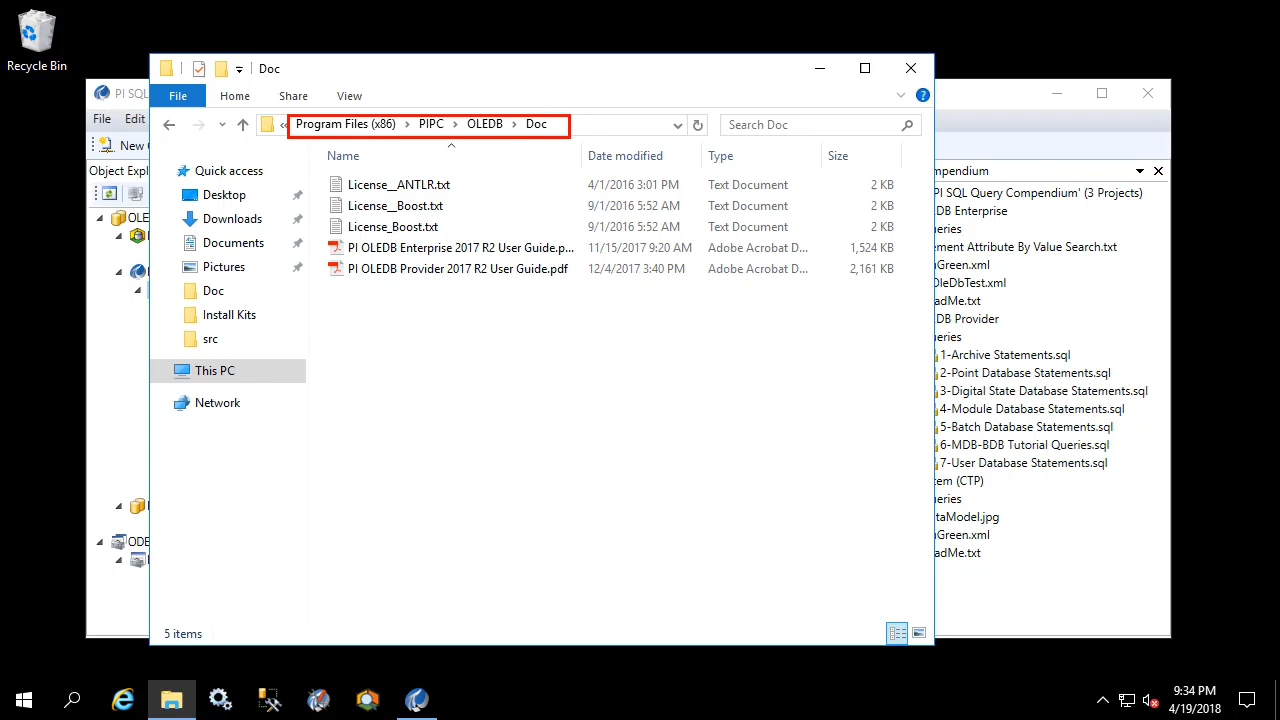 Recycle Bin
Doc
PI SQL
File Home Share View
File Edit
« Program Files (x86) > PIPC > OLEDB > Doc
Search Doc
New
Name Date modified Type Size
Object Expl
mpendium
Quick access
Desktop
Downloads
Documents
Pictures
Doc
Install Kits
src
This PC
Network
License__ANTLR.txt 4/1/2016 3:01 PM Text Document 2 KB
License__Boost.txt 9/1/2016 5:52 AM Text Document 2 KB
License_Boost.txt 9/1/2016 5:52 AM Text Document 2 KB
PI OLEDB Enterprise 2017 R2 User Guide.p... 11/15/2017 9:20 AM Adobe Acrobat D... 1,524 KB
PI OLEDB Provider 2017 R2 User Guide.pdf 12/4/2017 3:40 PM Adobe Acrobat D... 2,161 KB
OLE
ODE
PI SQL Query Compendium' (3 Projects)
DB Enterprise
eries
ement Attribute By Value Search.txt
Green.xml
OleDbTest.xml
adMe.txt
DB Provider
eries
1-Archive Statements.sql
2-Point Database Statements.sql
3-Digital State Database Statements.sql
4-Module Database Statements.sql
5-Batch Database Statements.sql
6-MDB-BDB Tutorial Queries.sql
7-User Database Statements.sql
tem (CTP)
eries
taModel.jpg
Green.xml
adMe.txt
5 items
9:34 PM
4/19/2018